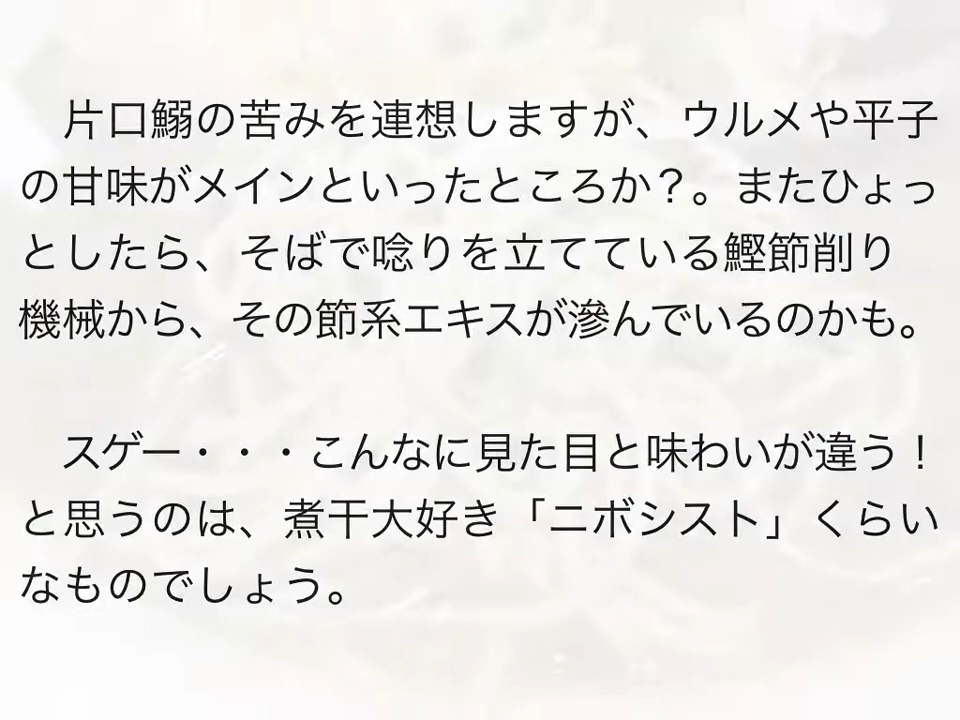 片口鰯の苦みを連想しますが、ウルメや平子
の甘味がメインといったところか？。またひょっ
としたら、そばで唸りを立てている鰹節削り
機械から、その節系エキスが滲んでいるのかも。
スゲー・・・こんなに見た目と味わいが違う！
と思うのは、煮干大好き「ニボシスト」くらい
なものでしょう。